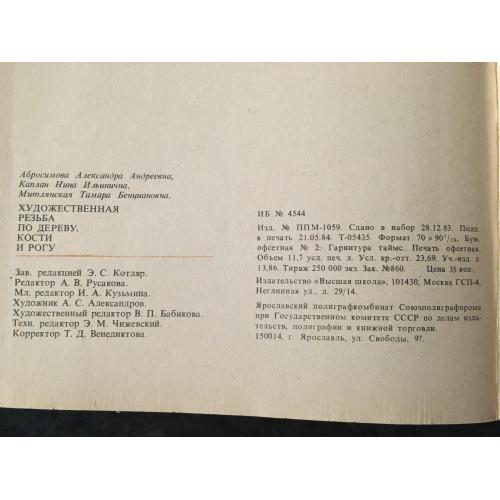 Абросимова Александра Андреевна,
Каплан Нина Ильинична,
Митлянская Тамара Бенциановна.
ХУДОЖЕСТВЕННАЯ
РЕЗЬБА
ПО ДЕРЕВУ,
КОСТИ
И РОГУ
Зав. редакцией Э. С. Котляр.
Редактор А. В. Русакова.
Мл. редактор И. А. Кузьмина.
Художник А. С. Александров.
Художественный редактор В. П. Бабикова.
Техн. редактор Э. М. Чижевский.
Корректор Т. Д. Венедиктова.
ИБ № 4544
Изд. № ППМ-1059. Сдано в набор 28.12.83. Подп.
в печать 21.05.84. Т-05435. Формат 70×90¹/₁₆. Бум.
офсетная № 2. Гарнитура таймс. Печать офсетная.
Объем 11,7 усл. печ. л. Усл. кр.-отт. 23,69. Уч.-изд. л.
13,86. Тираж 250 000 экз. Зак. №860. Цена 35 коп.
Издательство «Высшая школа», 101430, Москва ГСП-4,
Неглинная ул., д. 29/14.
Ярославский полиграфкомбинат Союзполиграфпрома
при Государственном комитете СССР по делам изда-
тельств, полиграфии и книжной торговли.
150014, г. Ярославль, ул. Свободы, 97.